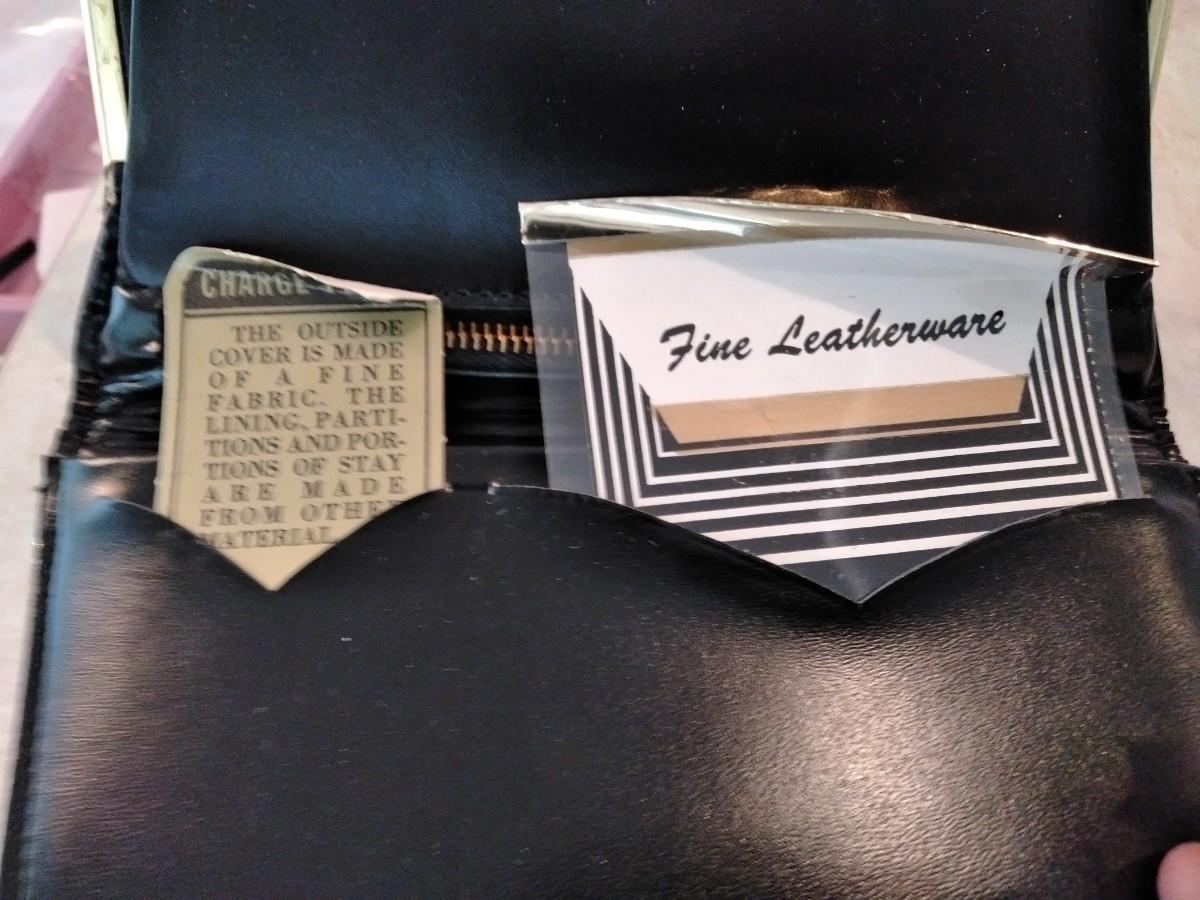 CHARGE
THE OUTSIDE
COVER IS MADE
OF A FINE
FABRIC. THE
LINING, PARTI-
TIONS AND POR-
TIONS OF STAY
ARE MADE
FROM OTHER
MATERIAL.
Fine Leatherware